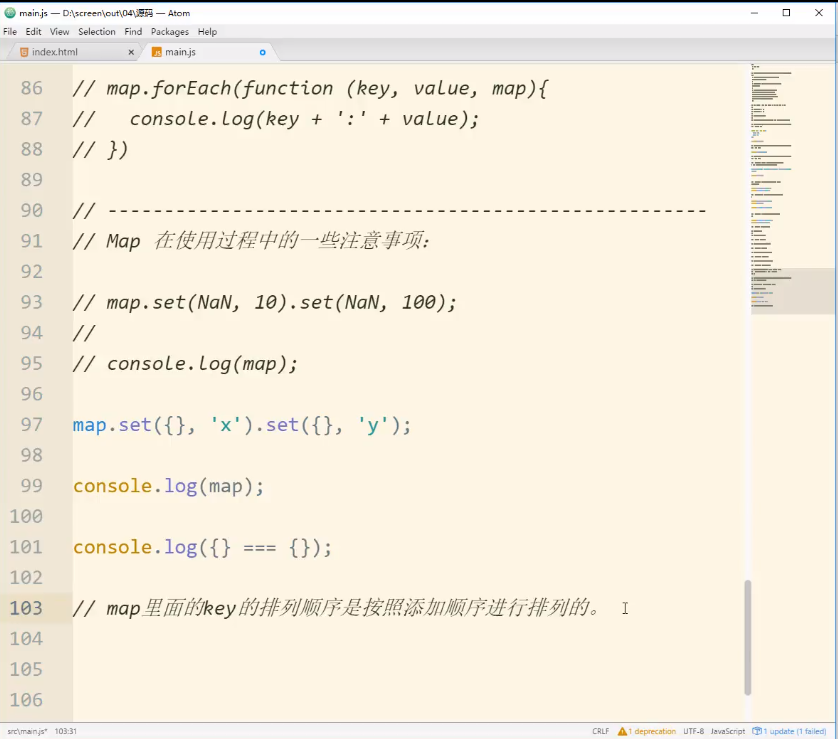 main.js — D:\screen\out\04\源码 — Atom
File Edit View Selection Find Packages Help
index.html × main.js
86 // map.forEach(function (key, value, map){
87 //   console.log(key + ':' + value);
88 // })
89
90 // -----------------------------------------------------
91 // Map 在使用过程中的一些注意事项:
92
93 // map.set(NaN, 10).set(NaN, 100);
94 //
95 // console.log(map);
96
97 map.set({}, 'x').set({}, 'y');
98
99 console.log(map);
100
101 console.log({} === {});
102
103 // map里面的key的排列顺序是按照添加顺序进行排列的。
104
105
106
src\main.js* 103:31 CRLF 1 deprecation UTF-8 JavaScript 1 update (1 failed)